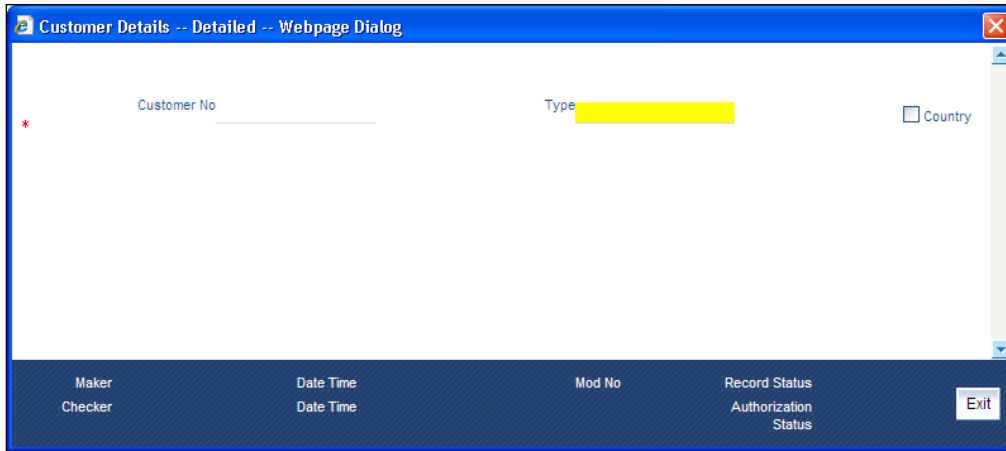 Customer Details -- Detailed -- Webpage Dialog
Customer No
Type
Country
*
Maker
Date Time
Mod No
Record Status
Checker
Date Time
Authorization
Status
Exit